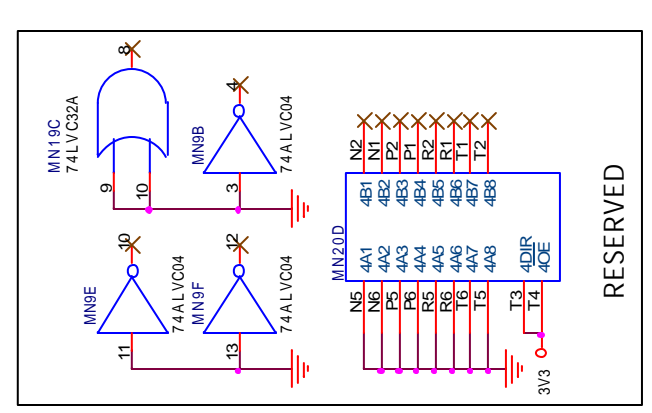 8
MN19C
74LVC32A
9
10
4
MN9B
74ALVC04
3
10
MN9E
74ALVC04
11
12
MN9F
74ALVC04
13
N2
N1
P2
P1
R2
R1
T1
T2
4B1
4B2
4B3
4B4
4B5
4B6
4B7
4B8
MN20D
4A1
4A2
4A3
4A4
4A5
4A6
4A7
4A8
4DIR
4OE
N5
N6
P5
P6
R5
R6
T6
T5
T3
T4
3V3
RESERVED